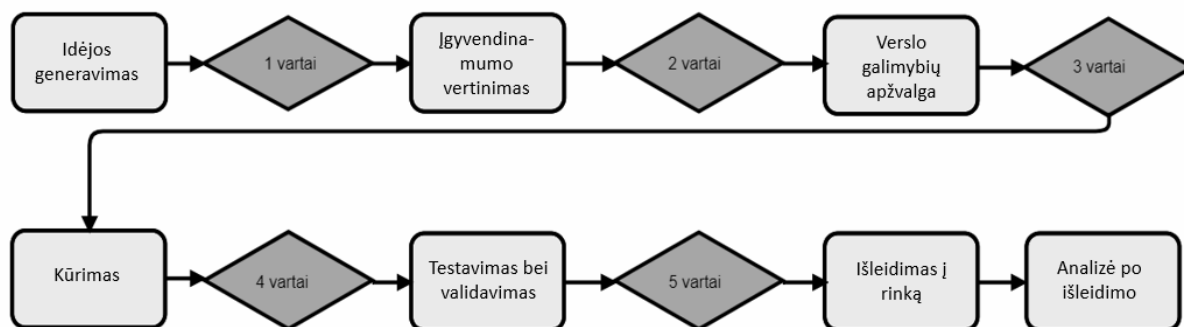 Idėjos
generavimas
1 vartai
Įgyvendina-
mumo
vertinimas
2 vartai
Verslo
galimybių
apžvalga
3 vartai
Kūrimas
4 vartai
Testavimas bei
validavimas
5 vartai
Išleidimas į
rinką
Analizė po
išleidimo